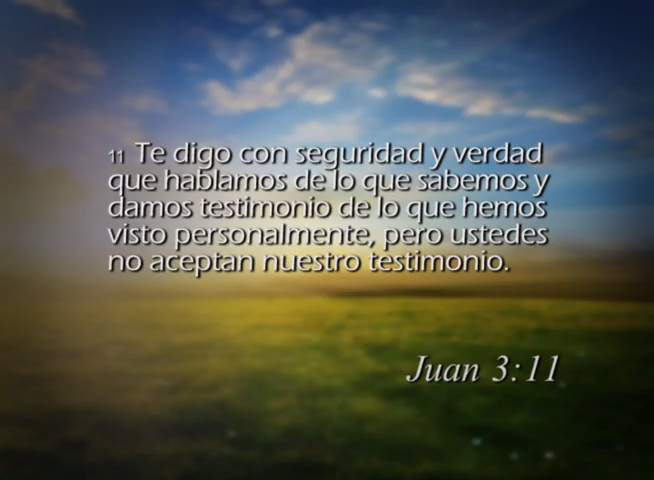 11 Te digo con seguridad y verdad
que hablamos de lo que sabemos y
damos testimonio de lo que hemos
visto personalmente, pero ustedes
no aceptan nuestro testimonio.
Juan 3:11